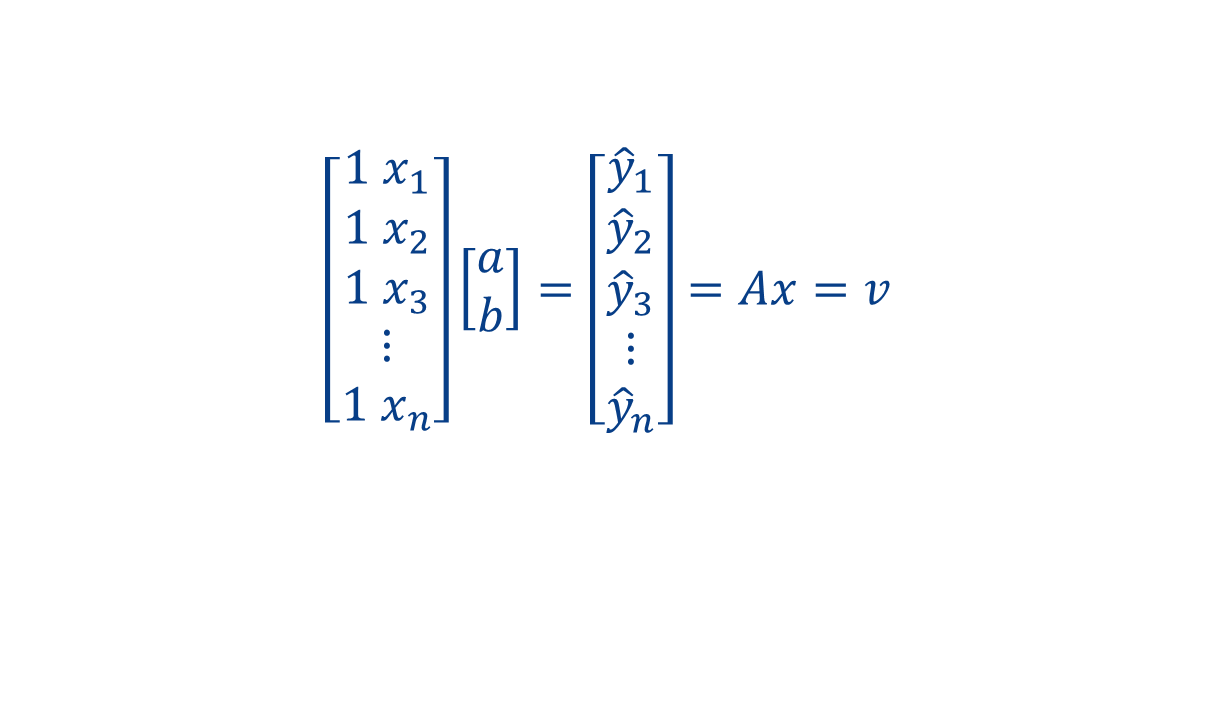 1 x₁
1 x₂
1 x₃
⋮
1 xₙ
a
b
=
ŷ₁
ŷ₂
ŷ₃
⋮
ŷₙ
= Ax = v